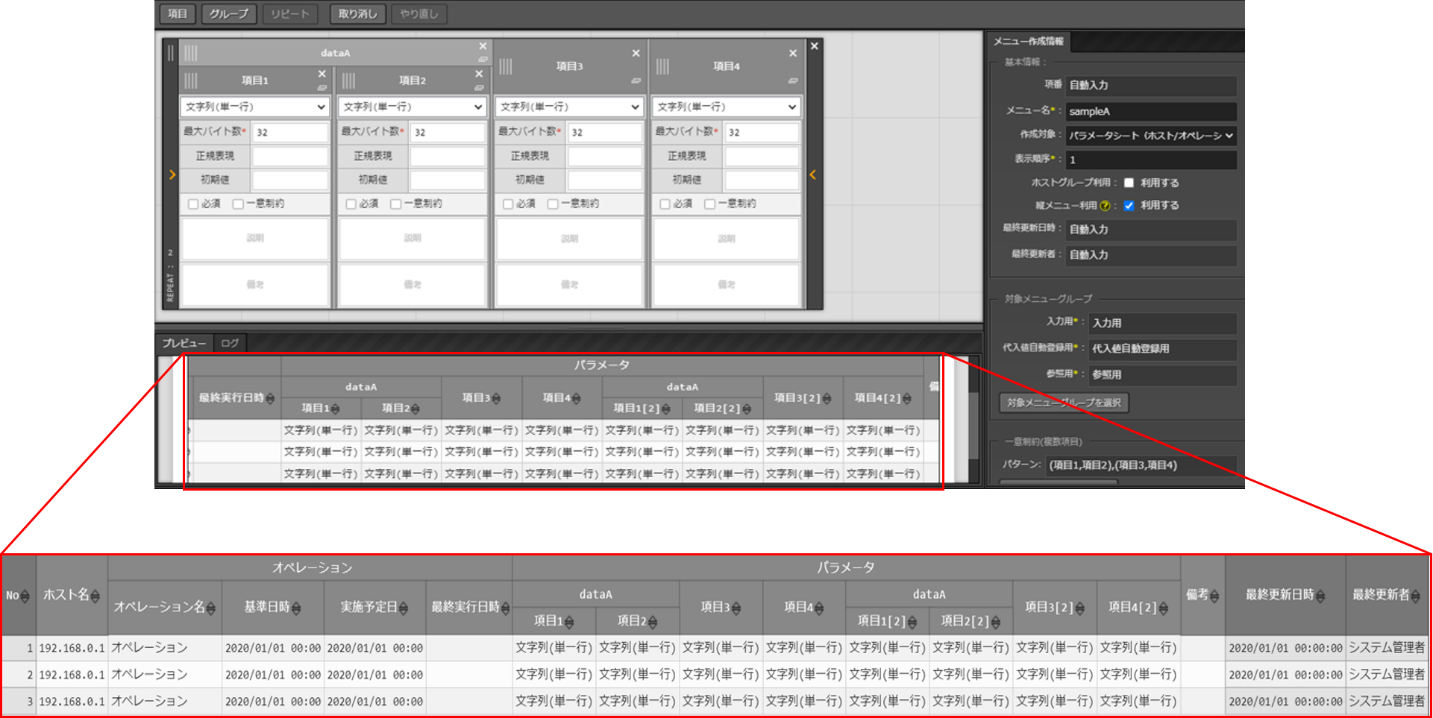 項目 グループ リピート 取り消し やり直し
dataA
項目1 項目2 項目3 項目4
文字列(単一行) 文字列(単一行) 文字列(単一行) 文字列(単一行)
最大バイト数* 32 最大バイト数* 32 最大バイト数* 32 最大バイト数* 32
正規表現 正規表現 正規表現 正規表現
初期値 初期値 初期値 初期値
必須 一意制約 必須 一意制約 必須 一意制約 必須 一意制約
説明 説明 説明 説明
備考 備考 備考 備考
REPEAT : 2
メニュー作成情報
基本情報 :
項番 自動入力
メニュー名* : sampleA
作成対象 : パラメータシート（ホスト/オペレーシ
表示順序* : 1
ホストグループ利用 : 利用する
縦メニュー利用 ? : 利用する
最終更新日時 : 自動入力
最終更新者 : 自動入力
対象メニューグループ
入力用* : 入力用
代入値自動登録用* : 代入値自動登録用
参照用* : 参照用
対象メニューグループを選択
一意制約(複数項目)
パターン: (項目1,項目2),(項目3,項目4)
プレビュー ログ
パラメータ
最終実行日時 dataA 項目3 項目4 dataA 項目3[2] 項目4[2] 備
項目1 項目2 項目1[2] 項目2[2]
文字列(単一行) 文字列(単一行) 文字列(単一行) 文字列(単一行) 文字列(単一行) 文字列(単一行) 文字列(単一行) 文字列(単一行)
文字列(単一行) 文字列(単一行) 文字列(単一行) 文字列(単一行) 文字列(単一行) 文字列(単一行) 文字列(単一行) 文字列(単一行)
文字列(単一行) 文字列(単一行) 文字列(単一行) 文字列(単一行) 文字列(単一行) 文字列(単一行) 文字列(単一行) 文字列(単一行)
オペレーション パラメータ
No ホスト名 オペレーション名 基準日時 実施予定日 最終実行日時 dataA 項目3 項目4 dataA 項目3[2] 項目4[2] 備考 最終更新日時 最終更新者
項目1 項目2 項目1[2] 項目2[2]
1 192.168.0.1 オペレーション 2020/01/01 00:00 2020/01/01 00:00 文字列(単一行) 文字列(単一行) 文字列(単一行) 文字列(単一行) 文字列(単一行) 文字列(単一行) 文字列(単一行) 文字列(単一行) 2020/01/01 00:00:00 システム管理者
2 192.168.0.1 オペレーション 2020/01/01 00:00 2020/01/01 00:00 文字列(単一行) 文字列(単一行) 文字列(単一行) 文字列(単一行) 文字列(単一行) 文字列(単一行) 文字列(単一行) 文字列(単一行) 2020/01/01 00:00:00 システム管理者
3 192.168.0.1 オペレーション 2020/01/01 00:00 2020/01/01 00:00 文字列(単一行) 文字列(単一行) 文字列(単一行) 文字列(単一行) 文字列(単一行) 文字列(単一行) 文字列(単一行) 文字列(単一行) 2020/01/01 00:00:00 システム管理者